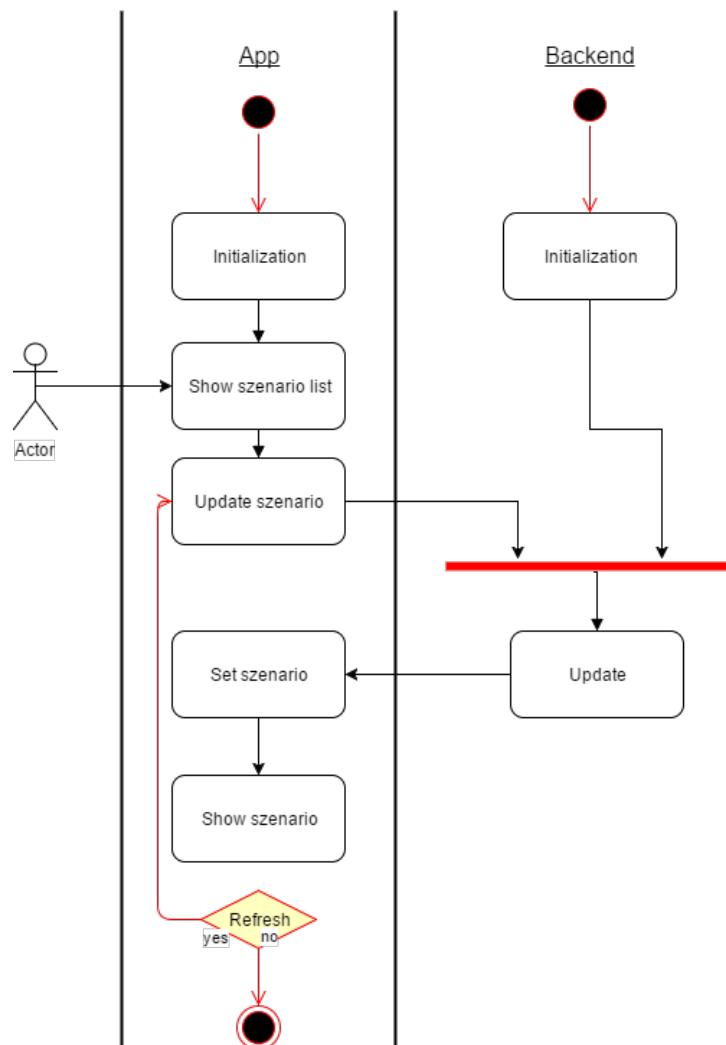 App
Backend
Initialization
Initialization
Show szenario list
Actor
Update szenario
Set szenario
Update
Show szenario
Refresh
yes
no